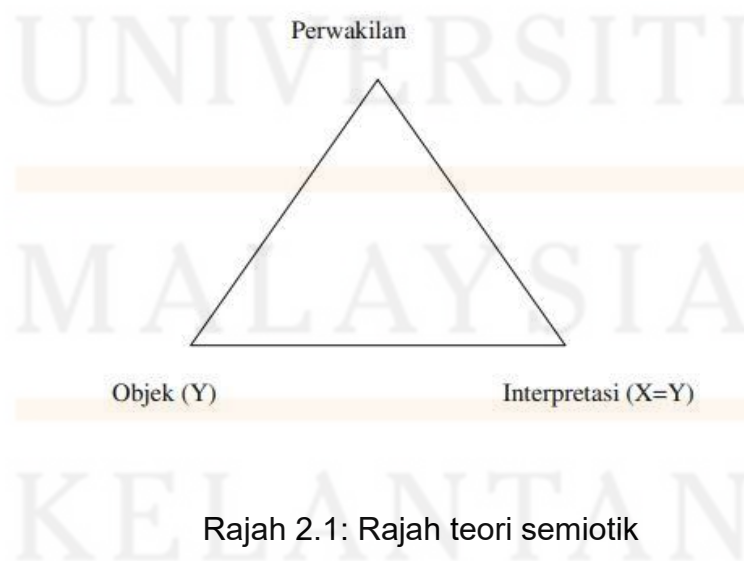 UNIVERSITI
Perwakilan
MALAYSIA
Objek (Y)
Interpretasi (X=Y)
KELANTAN
Rajah 2.1: Rajah teori semiotik